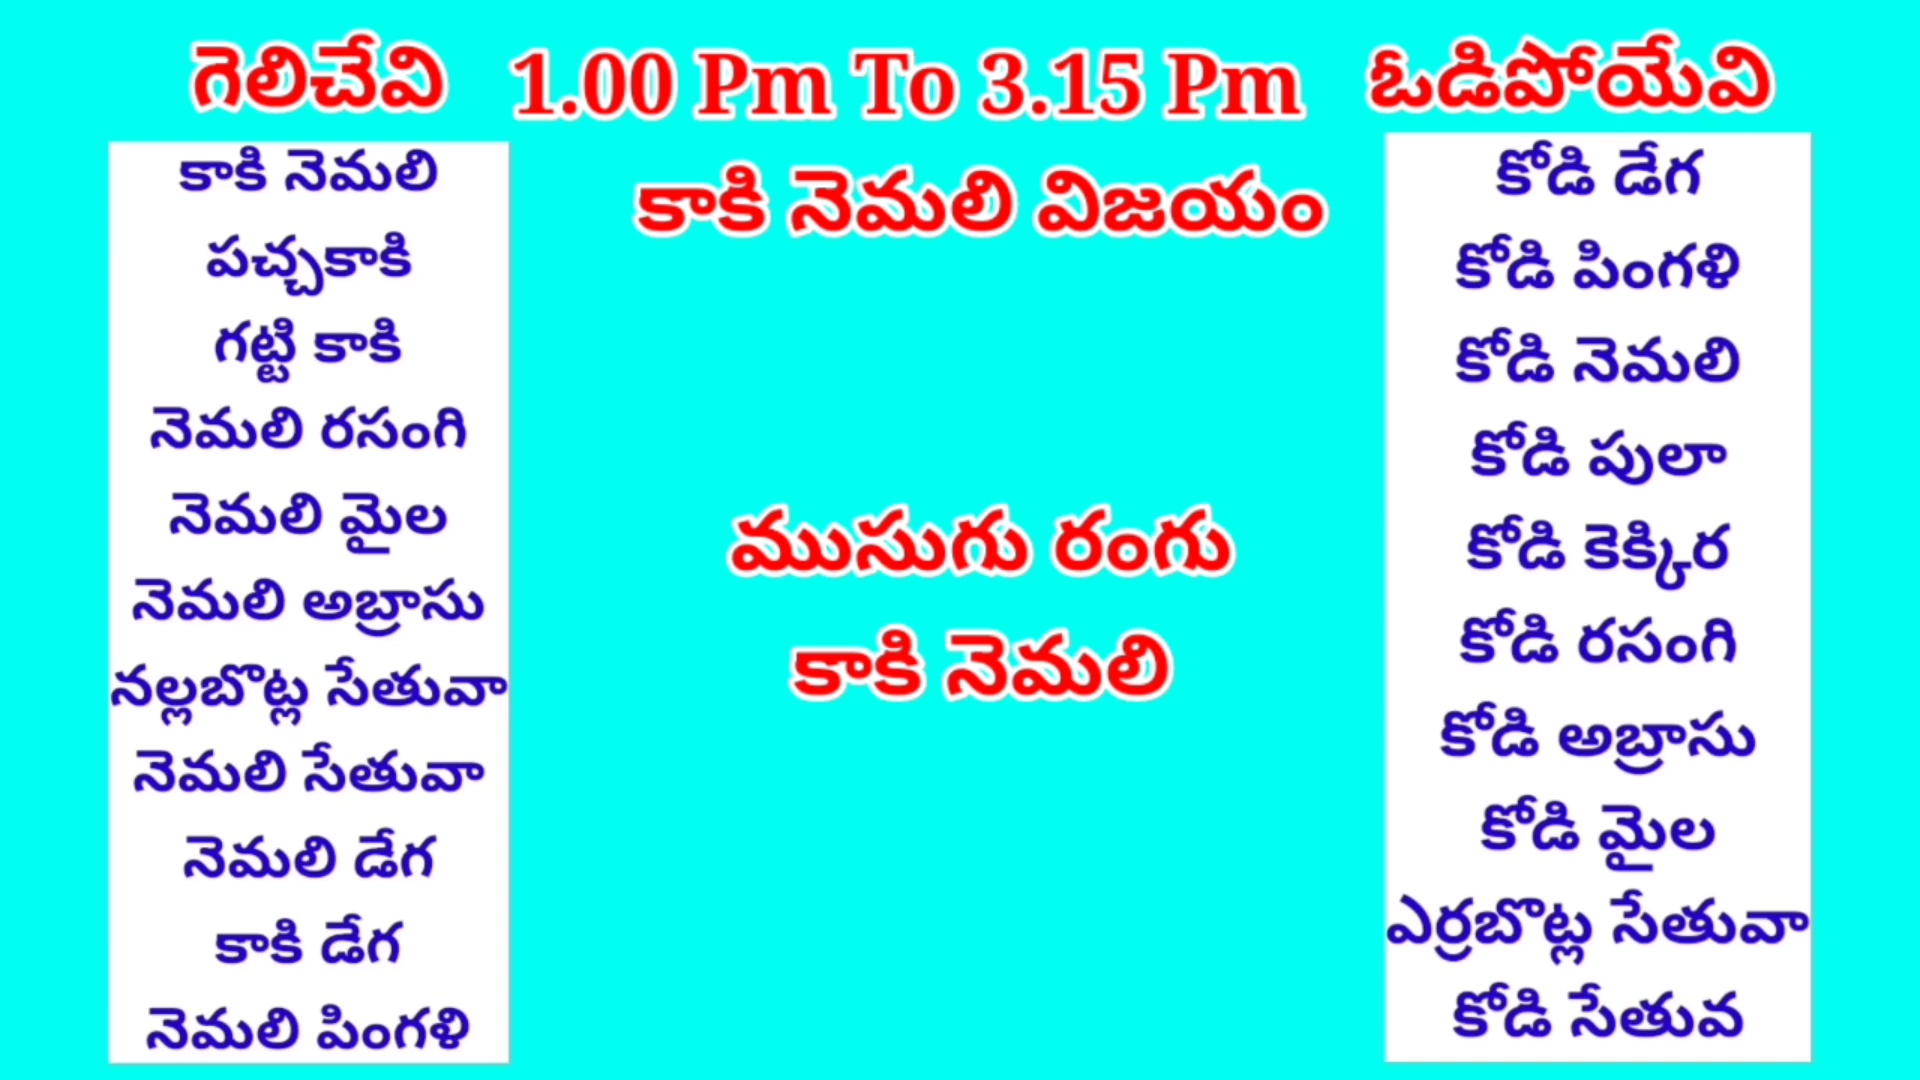 గెలిచేవి
1.00 Pm To 3.15 Pm
ఓడిపోయేవి
కాకి నెమలి విజయం
ముసుగు రంగు
కాకి నెమలి
కాకి నెమలి
పచ్చకాకి
గట్టి కాకి
నెమలి రసంగి
నెమలి మైల
నెమలి అబ్రాసు
నల్లబొట్ల సేతువా
నెమలి సేతువా
నెమలి డేగ
కాకి డేగ
నెమలి పింగళి
కోడి డేగ
కోడి పింగళి
కోడి నెమలి
కోడి పులా
కోడి కెక్కిర
కోడి రసంగి
కోడి అబ్రాసు
కోడి మైల
ఎర్రబొట్ల సేతువా
కోడి సేతువ